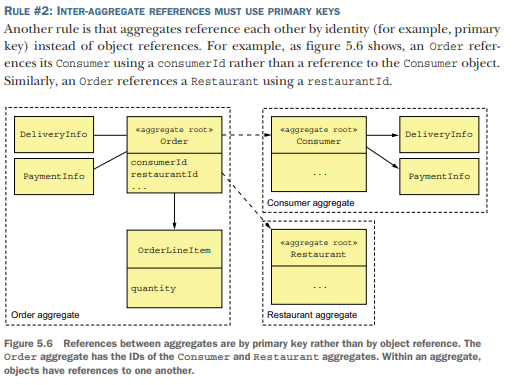 RULE #2: INTER-AGGREGATE REFERENCES MUST USE PRIMARY KEYS
Another rule is that aggregates reference each other by identity (for example, primary
key) instead of object references. For example, as figure 5.6 shows, an Order refer-
ences its Consumer using a consumerId rather than a reference to the Consumer object.
Similarly, an Order references a Restaurant using a restaurantId.
DeliveryInfo
PaymentInfo
«aggregate root»
Order
consumerId
restaurantId
...
OrderLineItem
quantity
Order aggregate
«aggregate root»
Consumer
...
DeliveryInfo
PaymentInfo
Consumer aggregate
«aggregate root»
Restaurant
...
Restaurant aggregate
Figure 5.6 References between aggregates are by primary key rather than by object reference. The
Order aggregate has the IDs of the Consumer and Restaurant aggregates. Within an aggregate,
objects have references to one another.